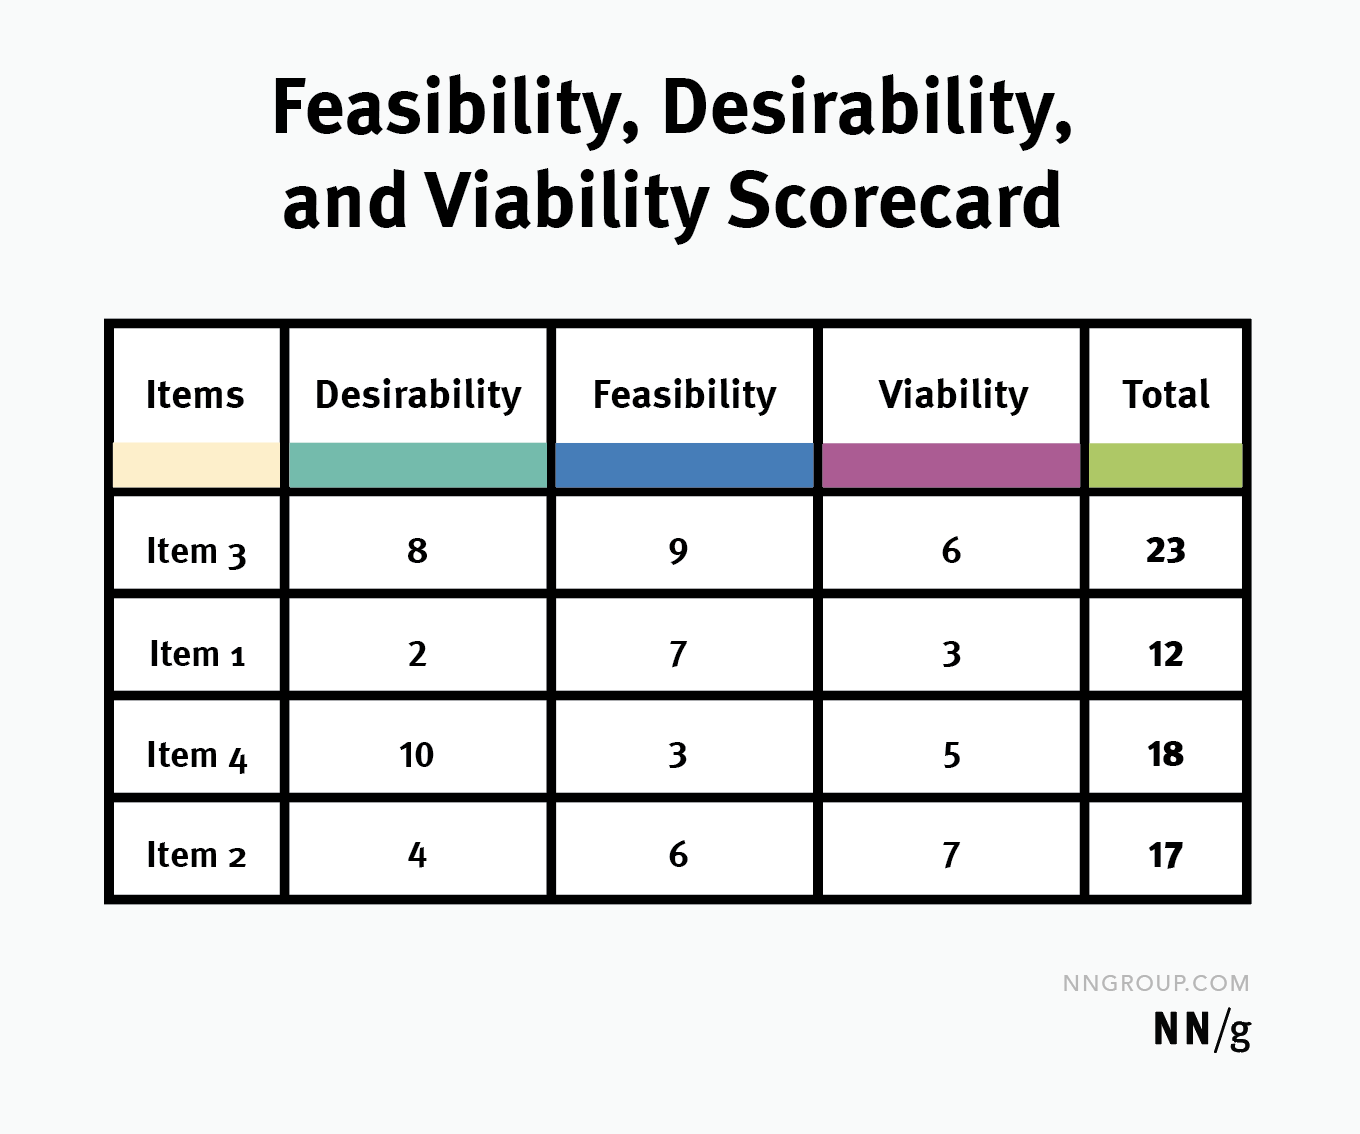 Feasibility, Desirability,
and Viability Scorecard
Items Desirability Feasibility Viability Total
Item 3 8 9 6 23
Item 1 2 7 3 12
Item 4 10 3 5 18
Item 2 4 6 7 17
NNGROUP.COM
NN/g